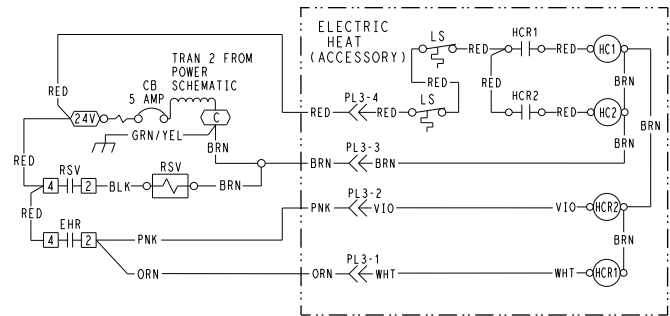 ELECTRIC
HEAT
(ACCESSORY)
LS
RED
HCR1
RED
HC1
TRAN 2 FROM
POWER
SCHEMATIC
CB
5 AMP
RED
RED
LS
RED
HCR2
RED
HC2
BRN
BRN
24V
C
RED
PL3-4
RED
GRN/YEL
BRN
BRN
RED
BRN
PL3-3
BRN
RSV
RSV
4
2
BLK
BRN
PL3-2
RED
PNK
VIO
VIO
HCR2
EHR
4
2
PNK
BRN
PL3-1
ORN
ORN
WHT
WHT
HCR1